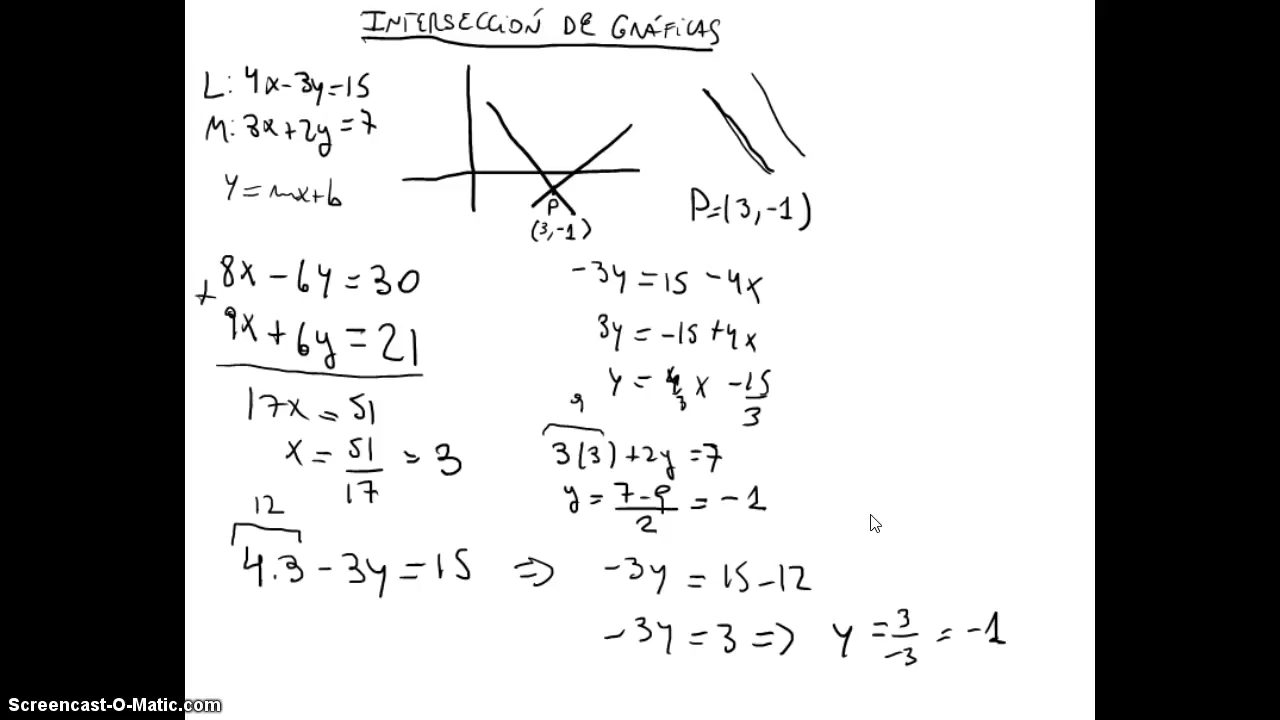 INTERSECCIÓN DE GRÁFICAS
L: 4x-3y=15
M: 3x+2y=7
y=mx+b
P
(3,-1)
P=(3,-1)
8x-6y=30
+
9x+6y=21
17x=51
x=51/17=3
12
4.3-3y=15 => -3y=15-12
-3y=3 => y=3/-3=-1
-3y=15-4x
3y=-15+4x
y=4/3x-15/3
9
3(3)+2y=7
y=7-9/2=-1
Screencast-O-Matic.com